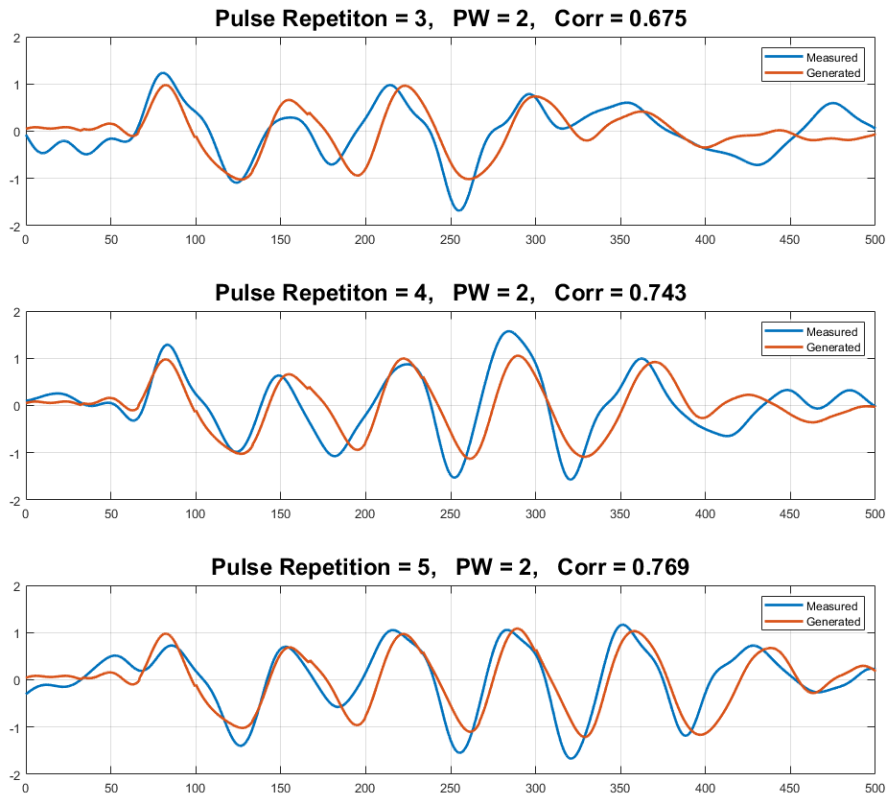 Pulse Repetiton = 3,   PW = 2,   Corr = 0.675
2
1
0
-1
-2
Measured
Generated
0 50 100 150 200 250 300 350 400 450 500
Pulse Repetiton = 4,   PW = 2,   Corr = 0.743
2
1
0
-1
-2
Measured
Generated
0 50 100 150 200 250 300 350 400 450 500
Pulse Repetition = 5,   PW = 2,   Corr = 0.769
2
1
0
-1
-2
Measured
Generated
0 50 100 150 200 250 300 350 400 450 500